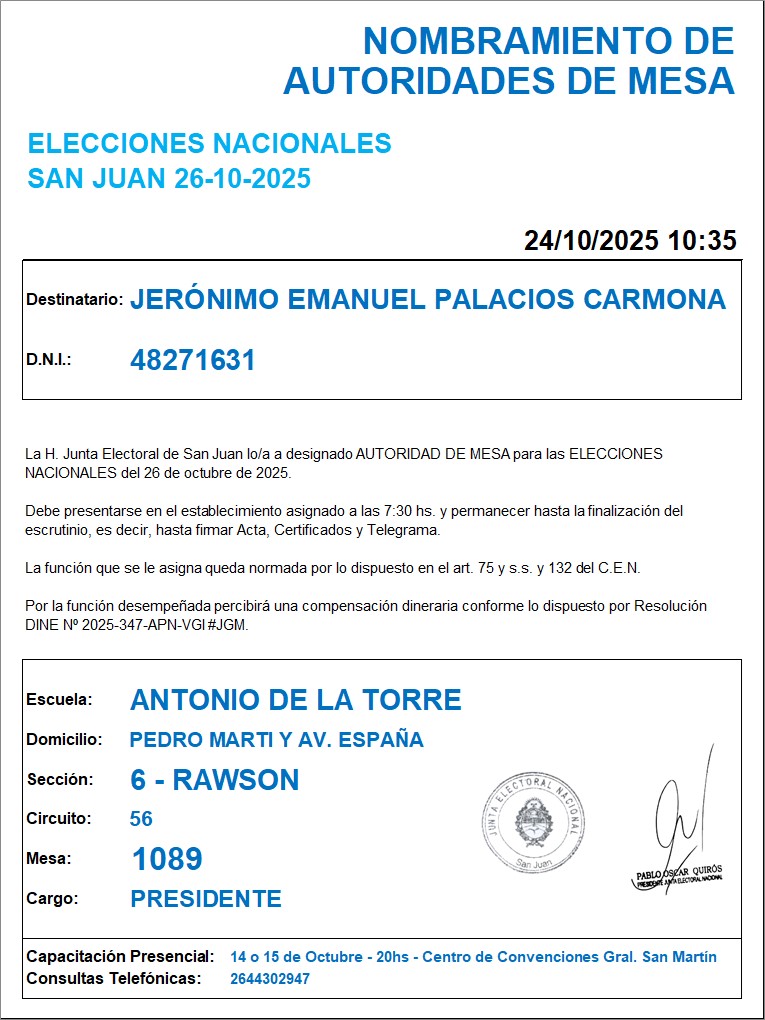 NOMBRAMIENTO DE
AUTORIDADES DE MESA
ELECCIONES NACIONALES
SAN JUAN 26-10-2025
24/10/2025 10:35
Destinatario: JERÓNIMO EMANUEL PALACIOS CARMONA
D.N.I.: 48271631
La H. Junta Electoral de San Juan lo/a a designado AUTORIDAD DE MESA para las ELECCIONES
NACIONALES del 26 de octubre de 2025.
Debe presentarse en el establecimiento asignado a las 7:30 hs. y permanecer hasta la finalización del
escrutinio, es decir, hasta firmar Acta, Certificados y Telegrama.
La función que se le asigna queda normada por lo dispuesto en el art. 75 y s.s. y 132 del C.E.N.
Por la función desempeñada percibirá una compensación dineraria conforme lo dispuesto por Resolución
DINE Nº 2025-347-APN-VGI#JGM.
Escuela: ANTONIO DE LA TORRE
Domicilio: PEDRO MARTI Y AV. ESPAÑA
Sección: 6 - RAWSON
Circuito: 56
Mesa: 1089
Cargo: PRESIDENTE
JUNTA ELECTORAL NACIONAL
San Juan
PABLO OSCAR QUIRÓS
PRESIDENTE JUNTA ELECTORAL NACIONAL
Capacitación Presencial: 14 o 15 de Octubre - 20hs - Centro de Convenciones Gral. San Martín
Consultas Telefónicas: 2644302947